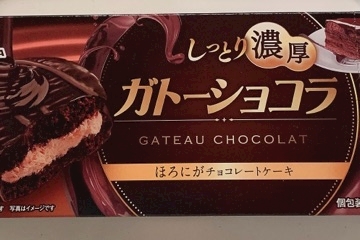 しっとり濃厚
ガトーショコラ
GATEAU CHOCOLAT
ほろにがチョコレートケーキ
写真はイメージです
個包装